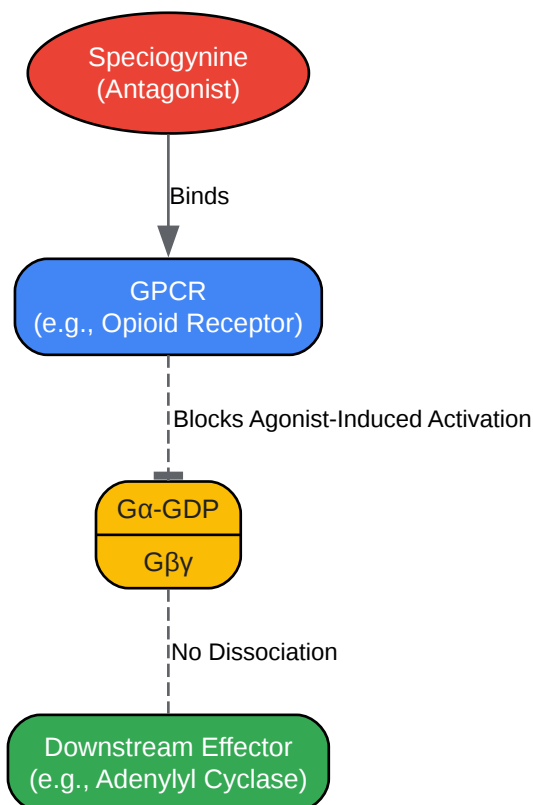 Speciogynine
(Antagonist)
Binds
GPCR
(e.g., Opioid Receptor)
Blocks Agonist-Induced Activation
Gα-GDP
Gβγ
No Dissociation
Downstream Effector
(e.g., Adenylyl Cyclase)